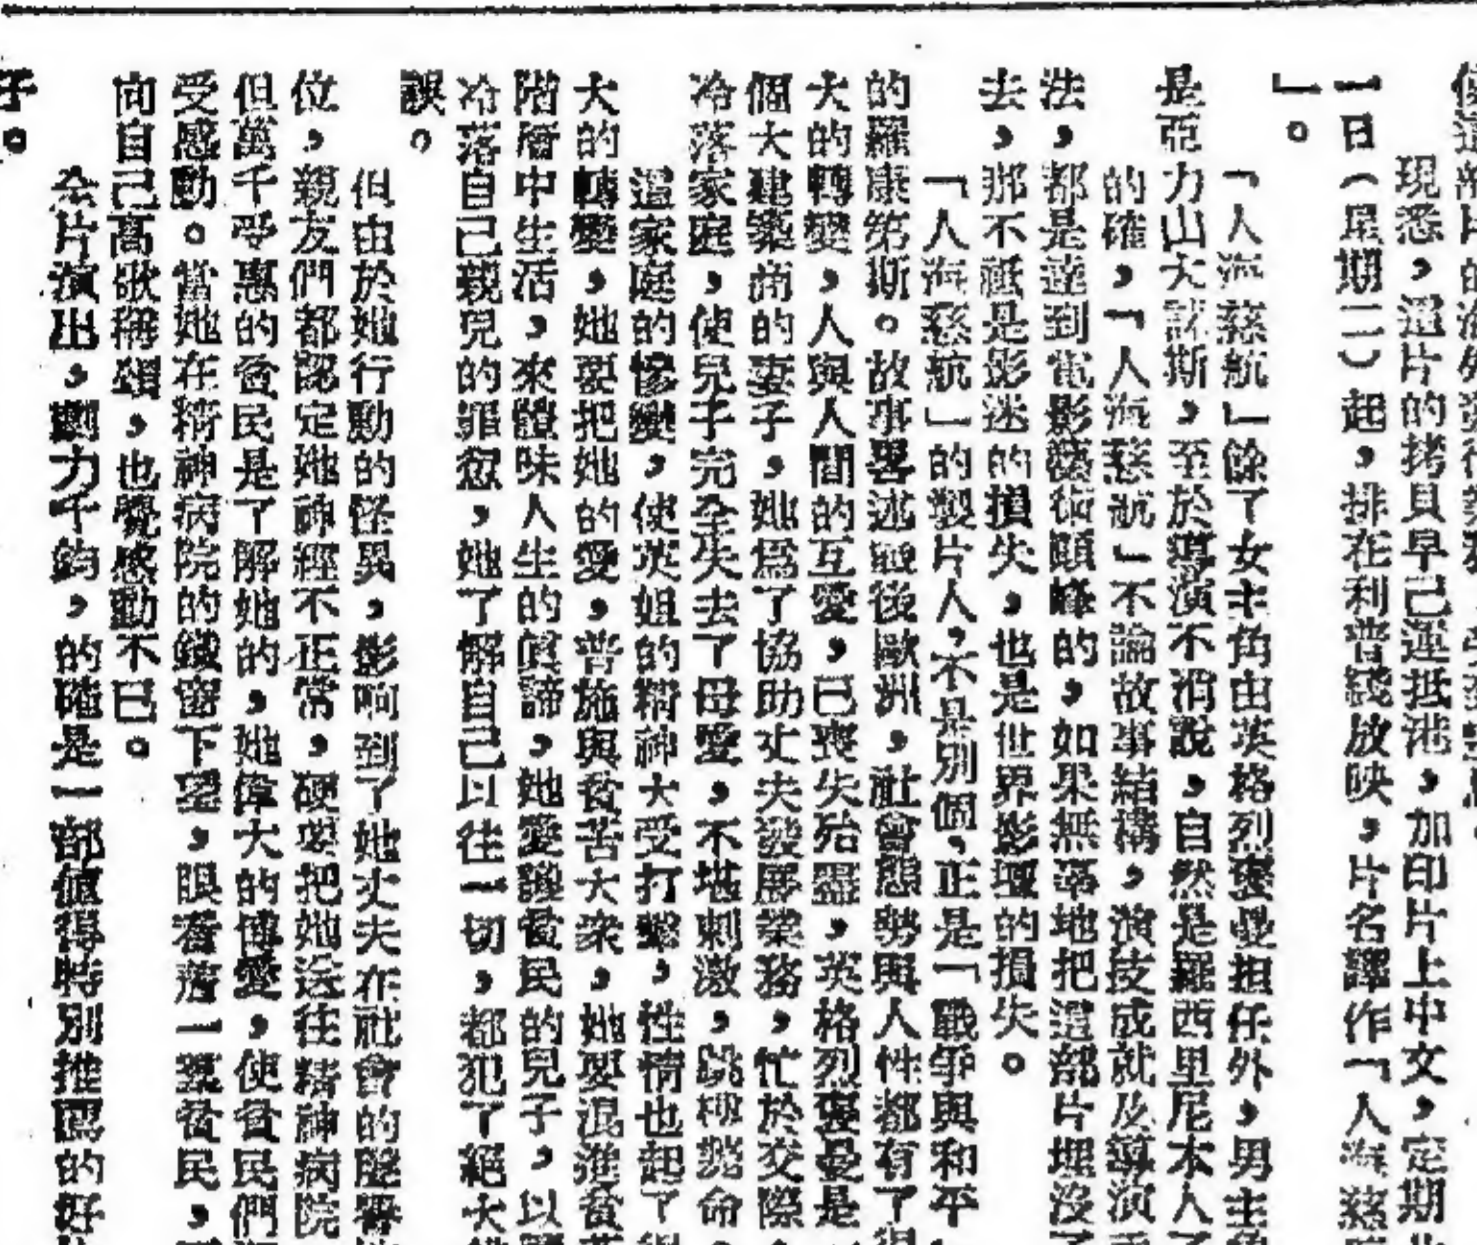 現悉，這片的拷貝早已運抵港，加印片上中文，定期
一日（星期二）起，排在利普錢放映，片名譯作「人海慈
」。
「人海慈航」餘了女主角由英格烈褒曼担任外，男主角
是亞力山大諾斯，至於導演不消說，自然是羅西里尼本人了
的確，「人海慈航」不論故事結構，演技成就及導演
法，都是達到電影藝術顛峰的，如果無辜地把這部片埋沒了
去，那不祗是影迷的損失，也是世界影壇的損失。
「人海慈航」的製片人，不是別個，正是「戰爭與和平」
的羅康第斯。故事畧述戰後歐洲，社會態勢與人性都有了很
大的轉變，人與人間的互愛，已喪失殆盡，英格烈褒曼是
個大建築商的妻子，她爲了協助丈夫發展業務，忙於交際，
冷落家庭，使兒子完全失去了母愛，不堪刺激，跳樓斃命，
這家庭的慘變，使英姐的精神大受打擊，性情也起了很
大的轉變，她要把她的愛，普施與貧苦大衆，她要混進貧苦
階層中生活，來體味人生的眞諦，她愛護貧民的兒子，以
冷落自己親兒的罪愆，她了解自己以往一切，都犯了絕大錯
誤。
但由於她行動的怪異，影响到了她丈夫在社會的聲譽地
位，親友們都認定她神經不正常，硬要把她送往精神病院
但萬千受惠的貧民是了解她的，她偉大的博愛，使貧民們
受感動。當她在精神病院的鐵窗下望，眼看着一羣貧民，
向自己高歌稱頌，也覺感動不已。
全片演出，劇力千鈞，的確是一部値得特別推薦的好
子。